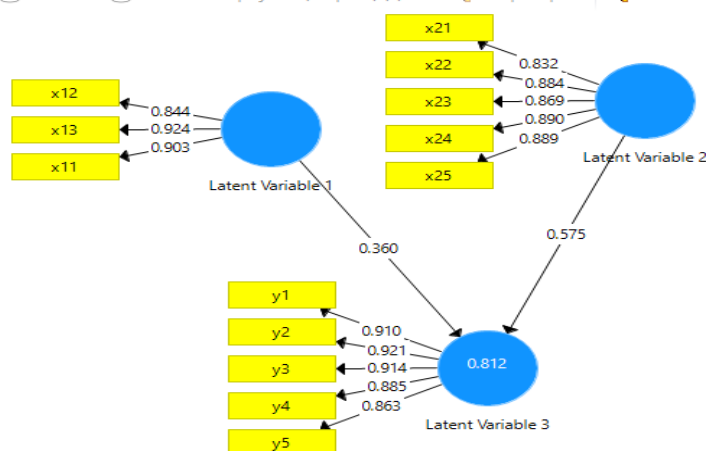 x21
x22
x23
x24
x25
0.832
0.884
0.869
0.890
0.889
Latent Variable 2
x12
x13
x11
0.844
0.924
0.903
Latent Variable 1
0.360
0.575
y1
y2
y3
y4
y5
0.910
0.921
0.914
0.885
0.863
0.812
Latent Variable 3